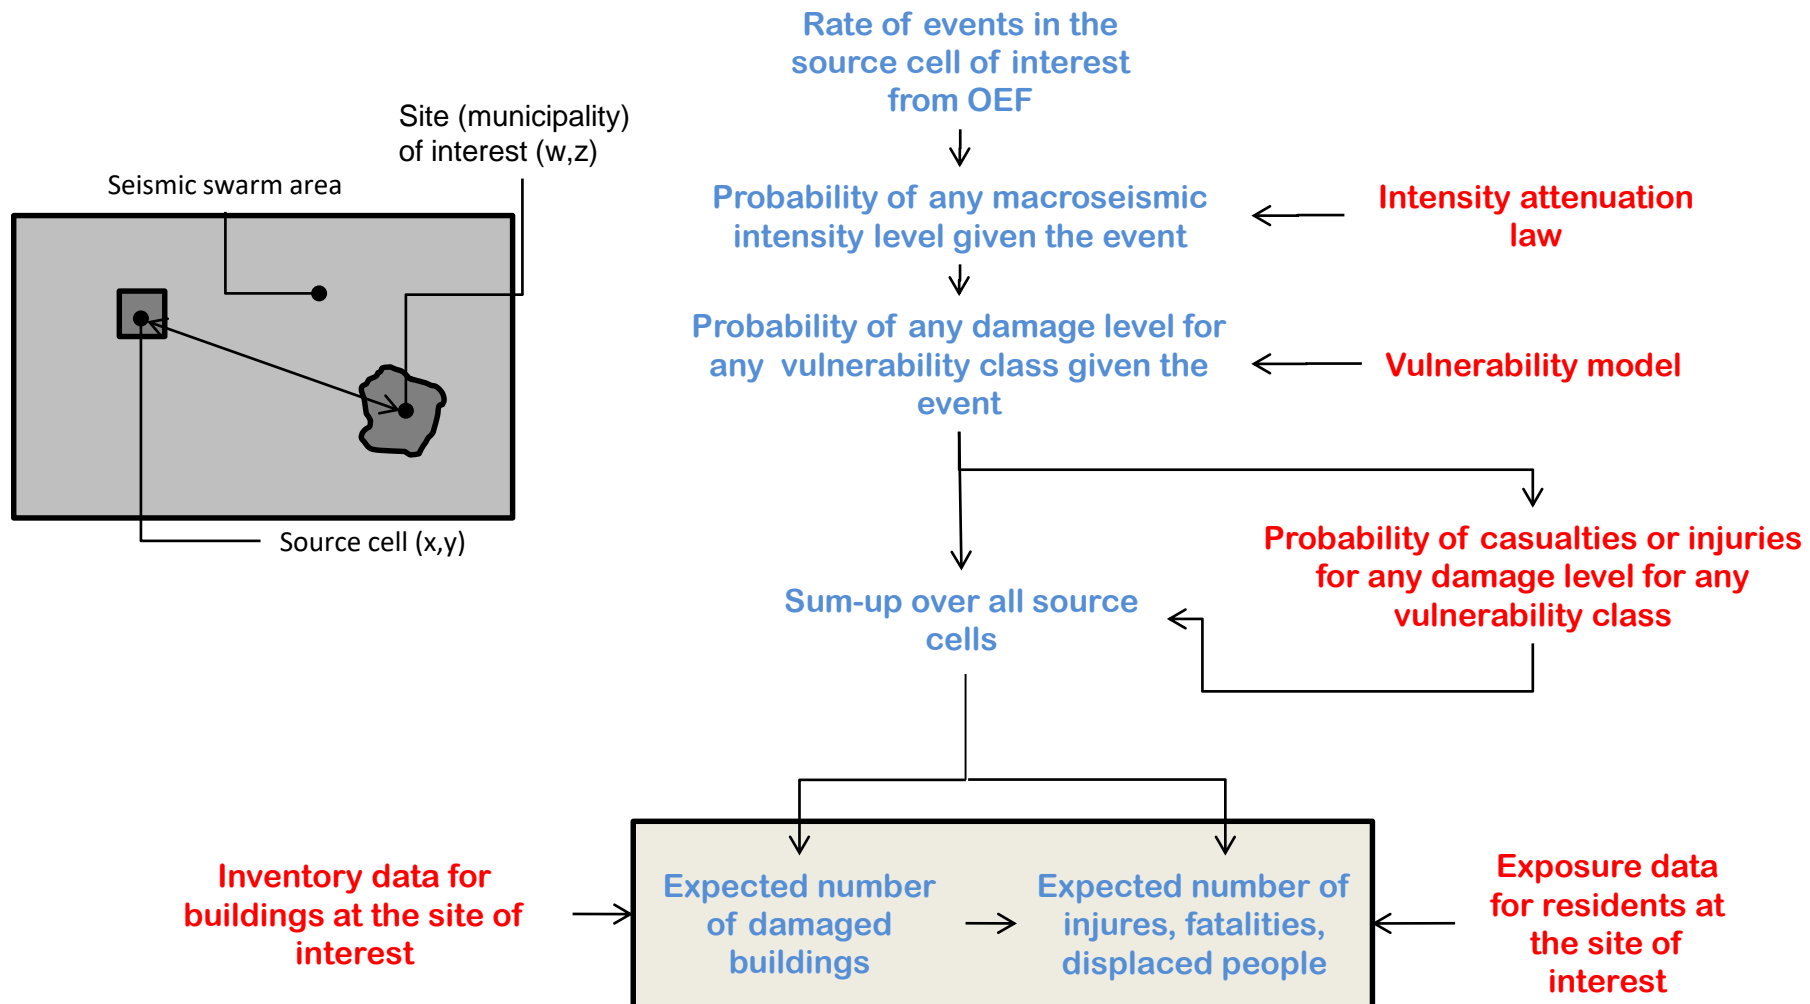 Rate of events in the
source cell of interest
from OEF
Site (municipality)
of interest (w,z)
Seismic swarm area
Source cell (x,y)
Probability of any macroseismic
intensity level given the event
Intensity attenuation
law
Probability of any damage level for
any vulnerability class given the
event
Vulnerability model
Probability of casualties or injuries
for any damage level for any
vulnerability class
Sum-up over all source
cells
Inventory data for
buildings at the site of
interest
Expected number
of damaged
buildings
Expected number of
injures, fatalities,
displaced people
Exposure data
for residents at
the site of
interest